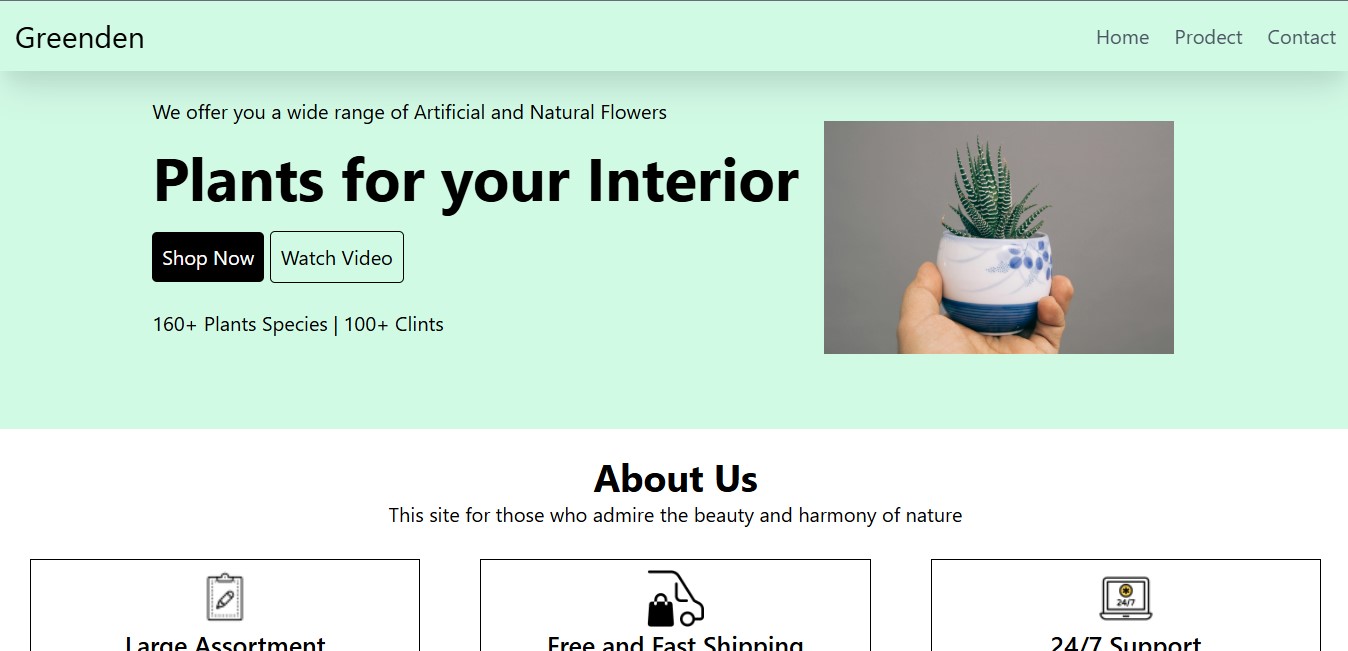 Greenden
Home Prodect Contact
We offer you a wide range of Artificial and Natural Flowers
Plants for your Interior
Shop Now Watch Video
160+ Plants Species | 100+ Clints
About Us
This site for those who admire the beauty and harmony of nature
24/7
Large Assortment Free and Fast Shipping 24/7 Support